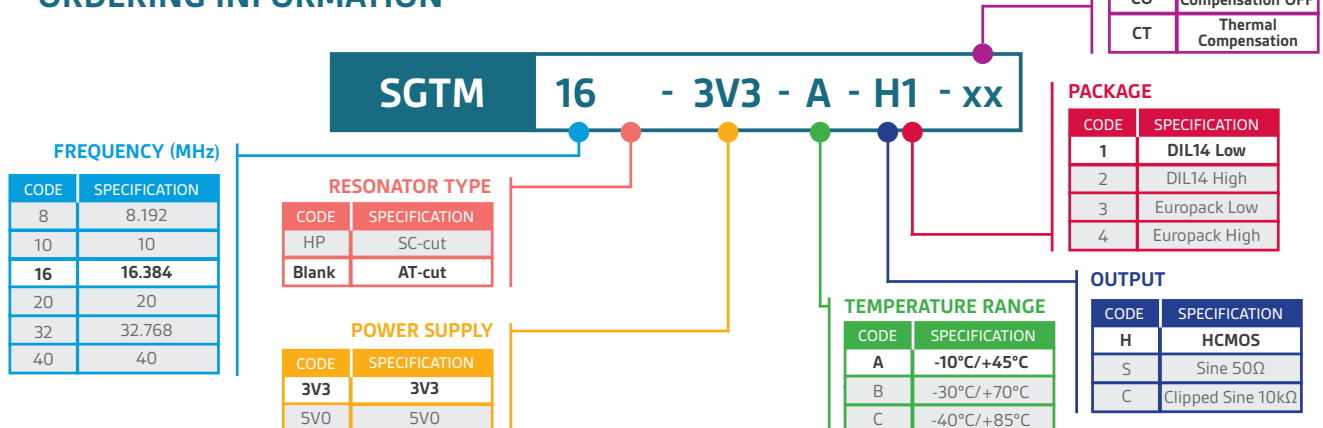 ORDERING INFORMATION
CO Compensation OFF
CT Thermal Compensation
SGTM 16 - 3V3 - A - H1 - xx
FREQUENCY (MHz)
CODE SPECIFICATION
8 8.192
10 10
16 16.384
20 20
32 32.768
40 40
RESONATOR TYPE
CODE SPECIFICATION
HP SC-cut
Blank AT-cut
POWER SUPPLY
CODE SPECIFICATION
3V3 3V3
5V0 5V0
TEMPERATURE RANGE
CODE SPECIFICATION
A -10°C/+45°C
B -30°C/+70°C
C -40°C/+85°C
PACKAGE
CODE SPECIFICATION
1 DIL14 Low
2 DIL14 High
3 Europack Low
4 Europack High
OUTPUT
CODE SPECIFICATION
H HCMOS
S Sine 50Ω
C Clipped Sine 10kΩ